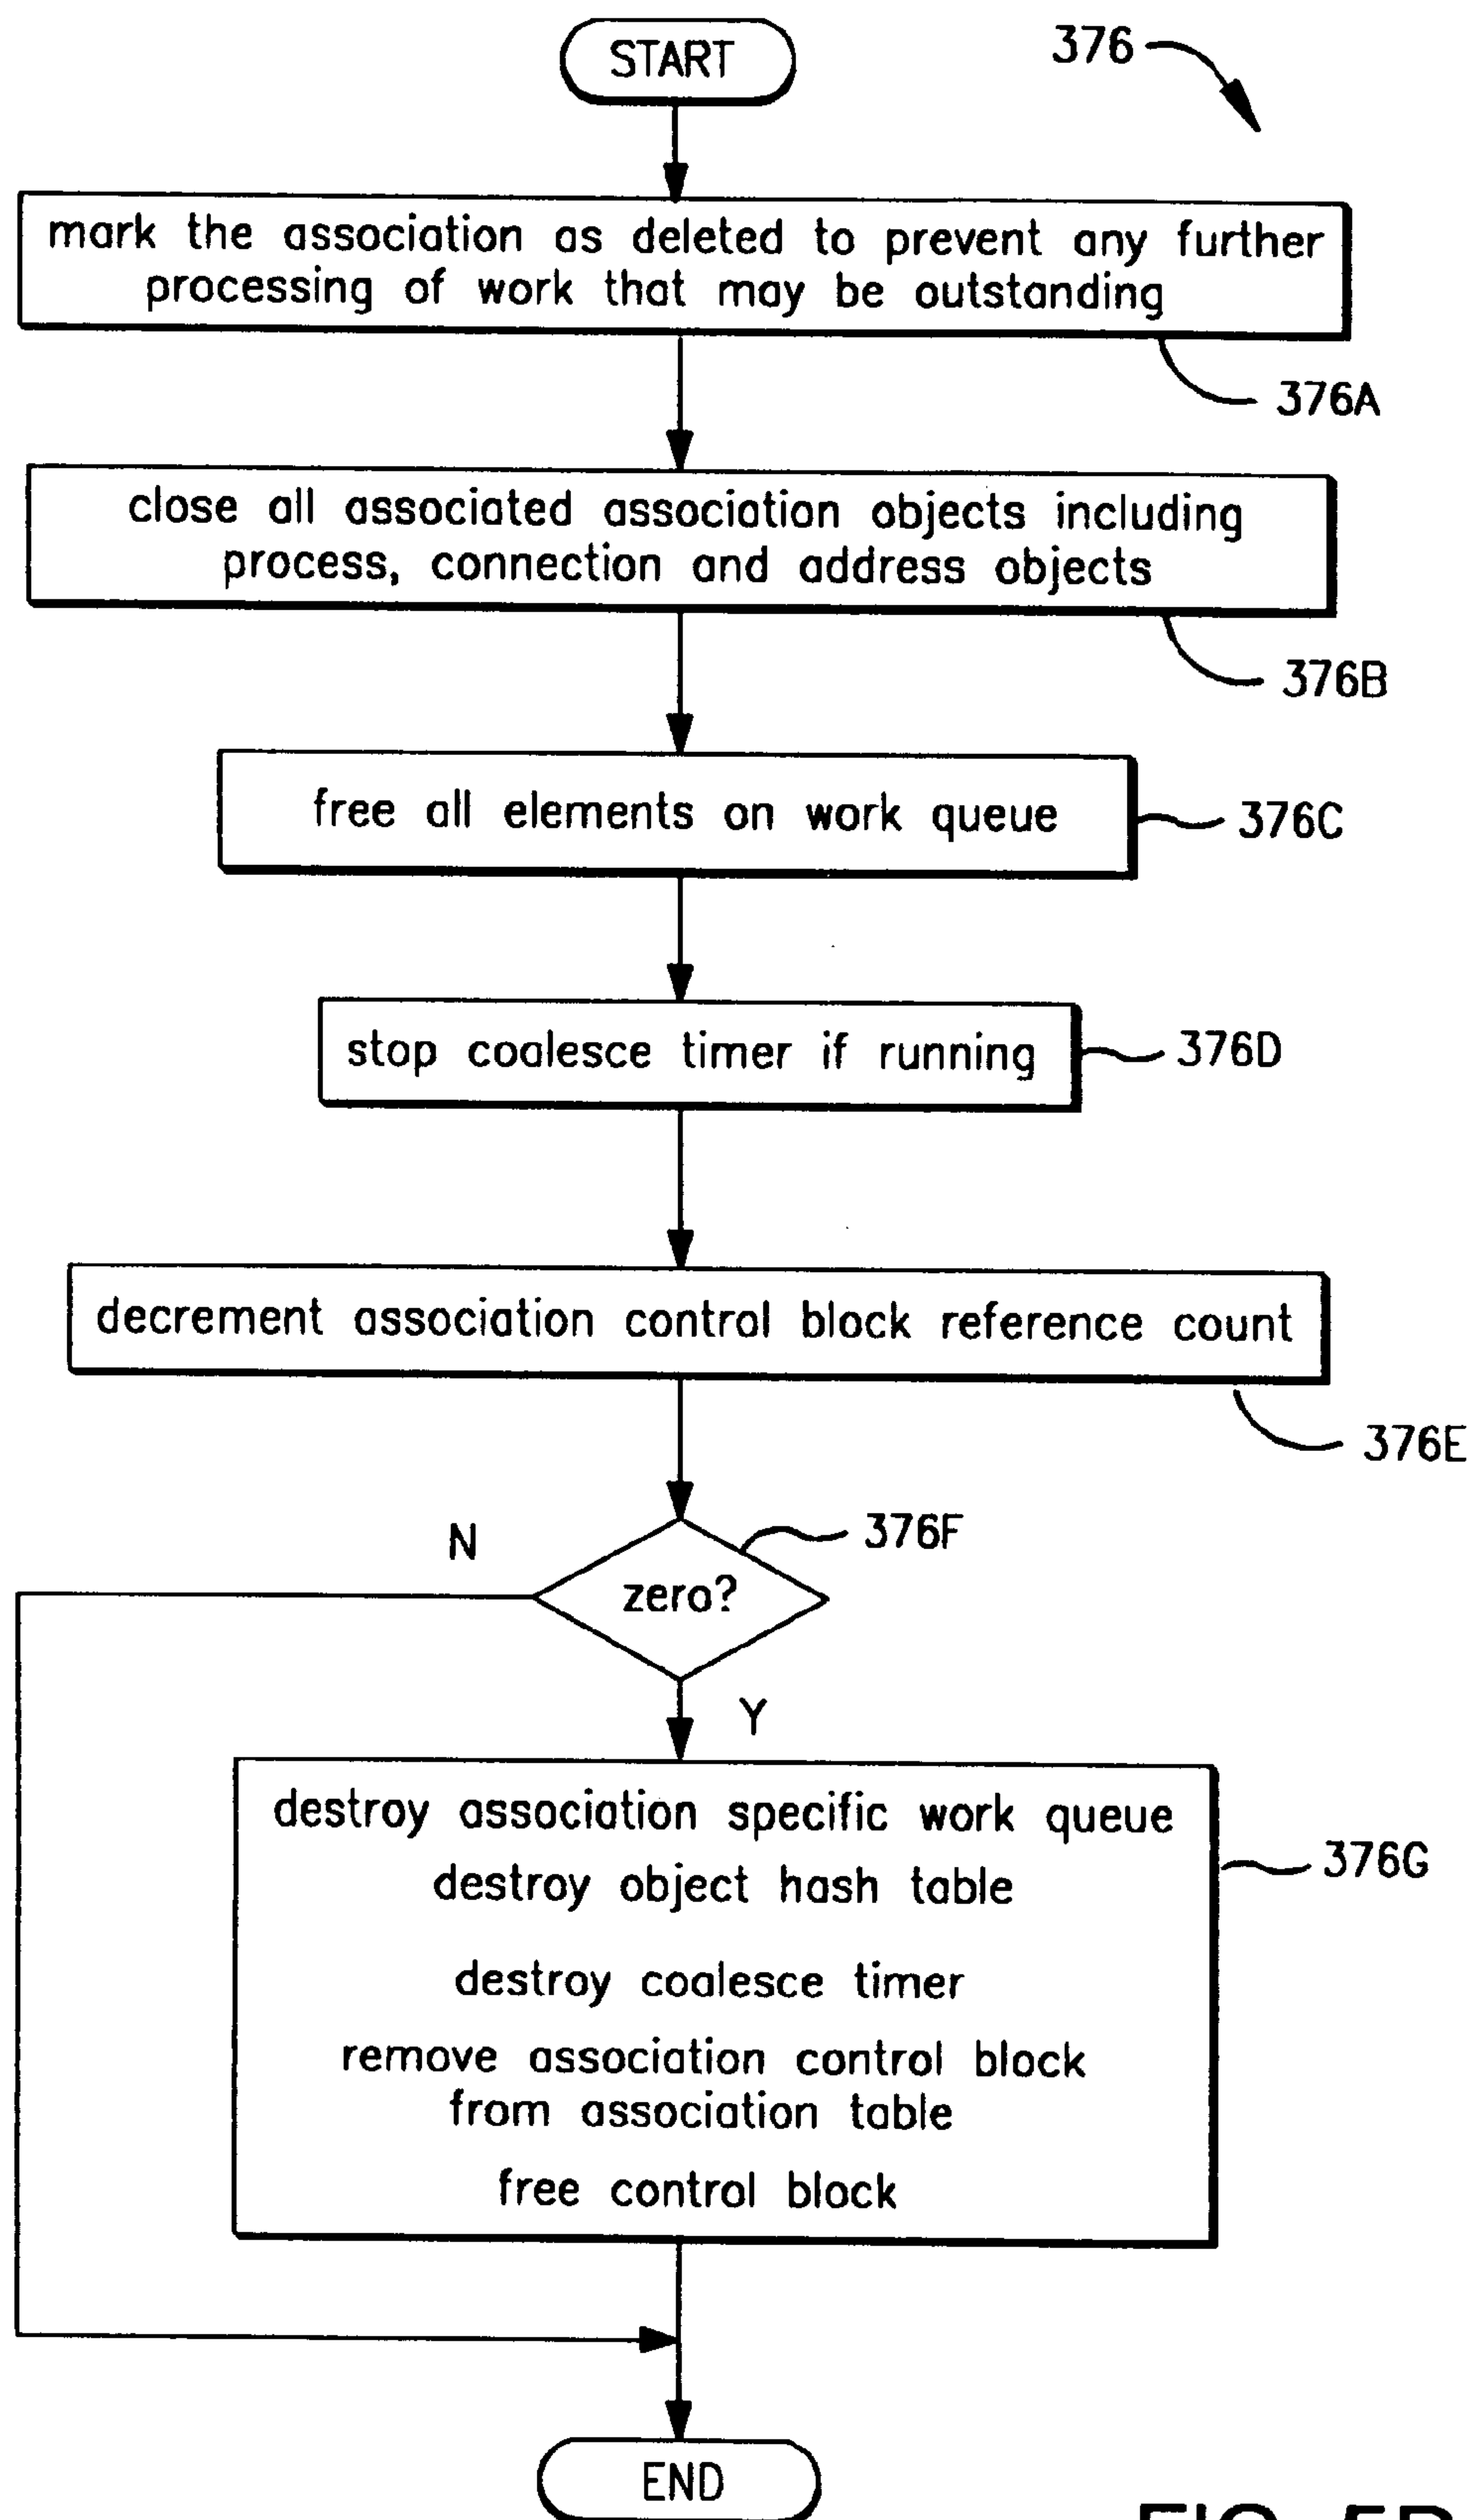 START
376
mark the association as deleted to prevent any further
processing of work that may be outstanding
376A
close all associated association objects including
process, connection and address objects
376B
free all elements on work queue
376C
stop coalesce timer if running
376D
decrement association control block reference count
376E
376F
N
zero?
Y
destroy association specific work queue
destroy object hash table
376G
destroy coalesce timer
remove association control block
from association table
free control block
END